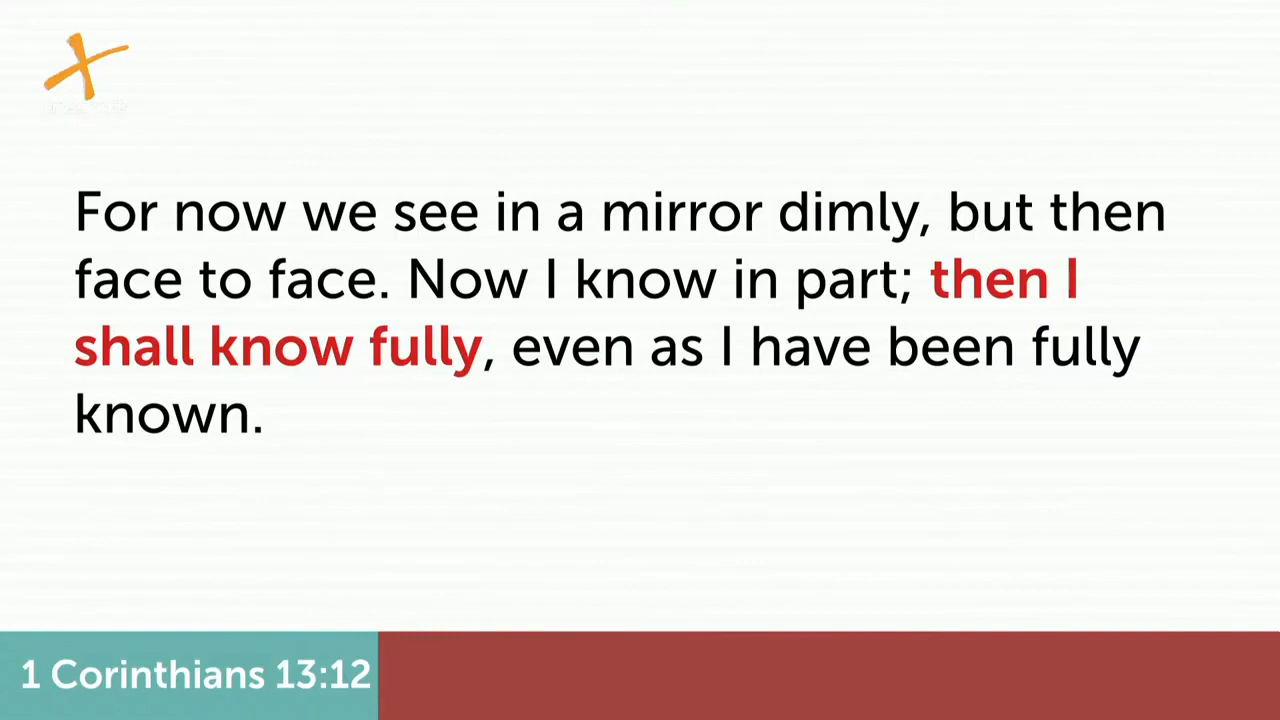 For now we see in a mirror dimly, but then
face to face. Now I know in part; then I
shall know fully, even as I have been fully
known.
1 Corinthians 13:12